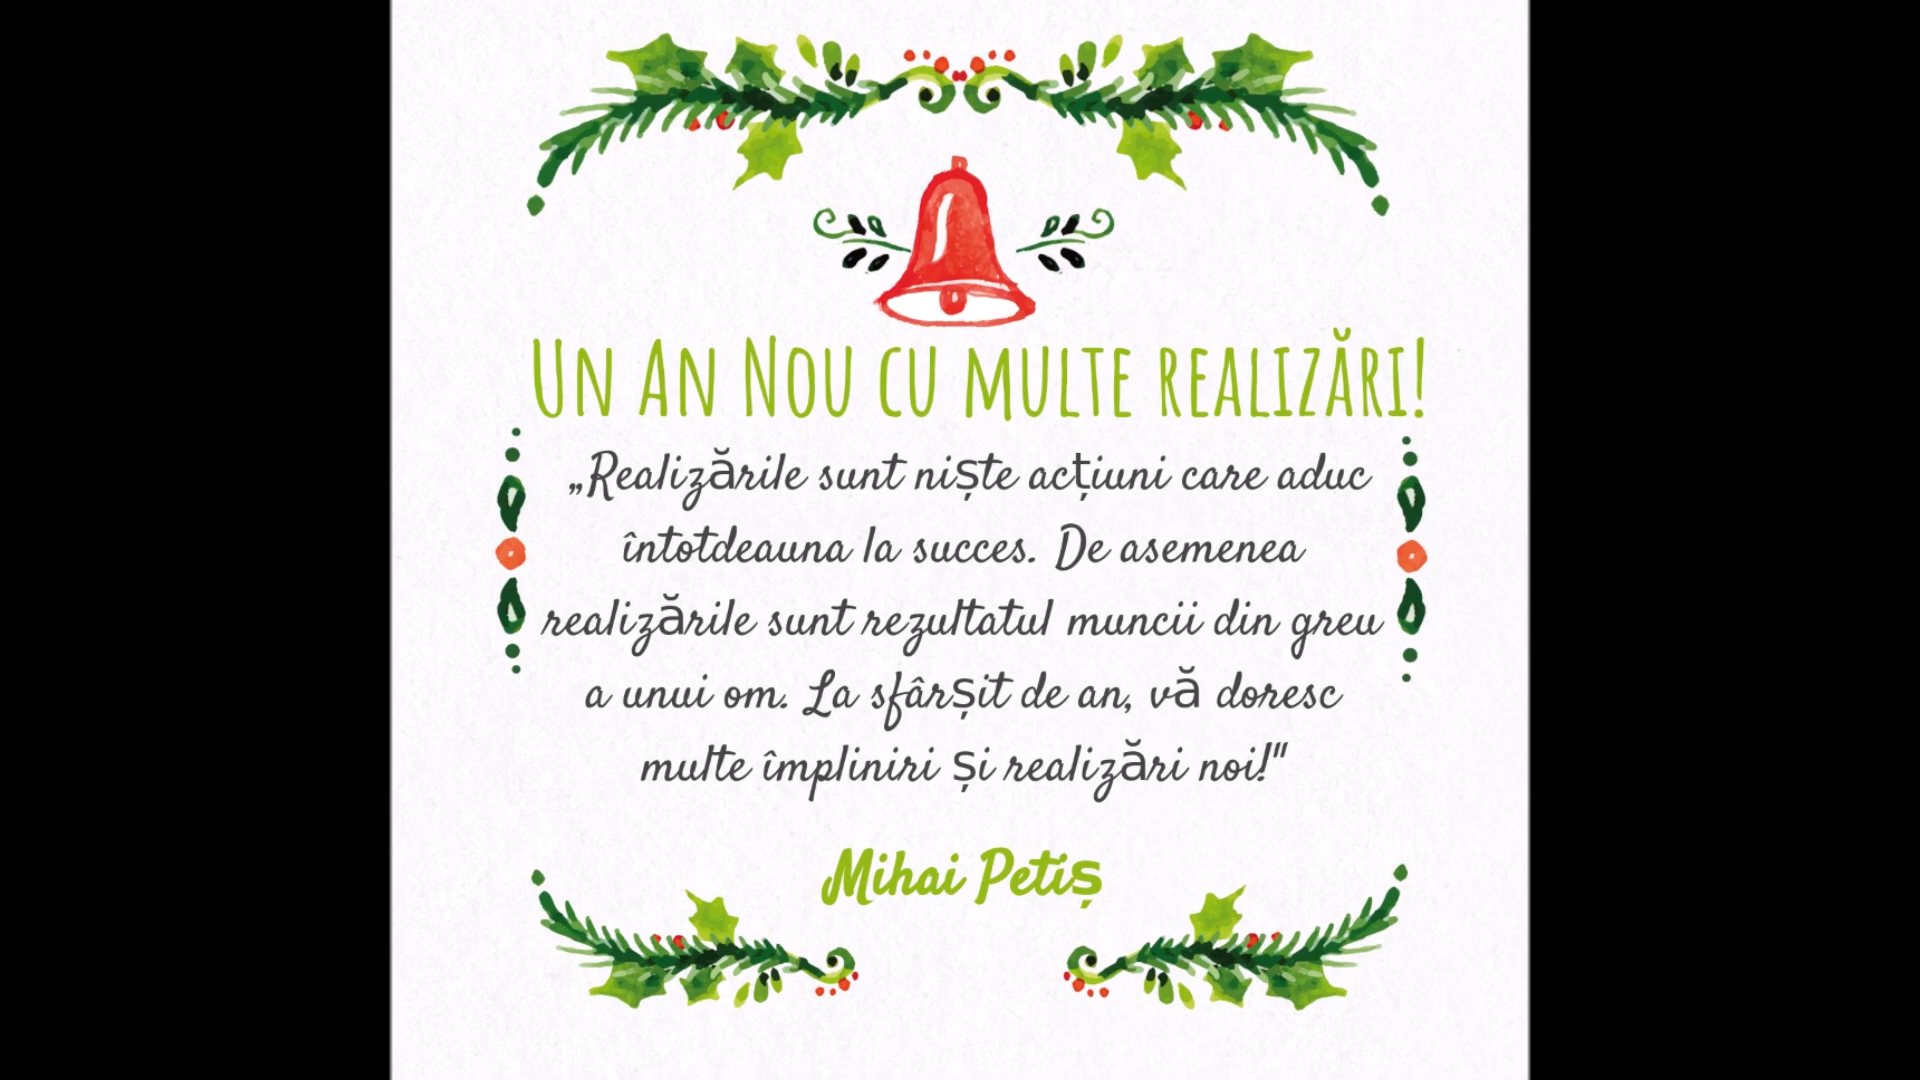 Un An Nou cu multe realizări!
„Realizările sunt niște acțiuni care aduc
întotdeauna la succes. De asemenea
realizările sunt rezultatul muncii din greu
a unui om. La sfârșit de an, vă doresc
multe împliniri și realizări noi!"
Mihai Petiș